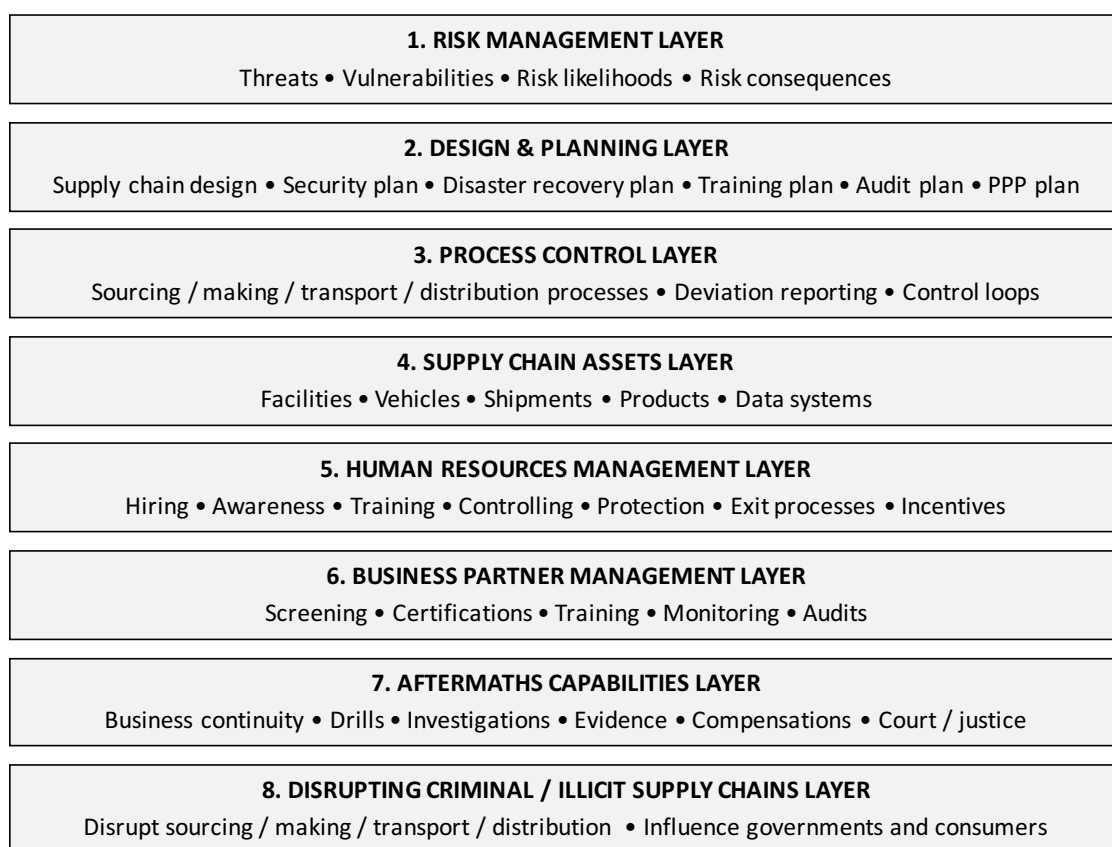 1. RISK MANAGEMENT LAYER
Threats • Vulnerabilities • Risk likelihoods • Risk consequences
2. DESIGN & PLANNING LAYER
Supply chain design • Security plan • Disaster recovery plan • Training plan • Audit plan • PPP plan
3. PROCESS CONTROL LAYER
Sourcing / making / transport / distribution processes • Deviation reporting • Control loops
4. SUPPLY CHAIN ASSETS LAYER
Facilities • Vehicles • Shipments • Products • Data systems
5. HUMAN RESOURCES MANAGEMENT LAYER
Hiring • Awareness • Training • Controlling • Protection • Exit processes • Incentives
6. BUSINESS PARTNER MANAGEMENT LAYER
Screening • Certifications • Training • Monitoring • Audits
7. AFTERMATHS CAPABILITIES LAYER
Business continuity • Drills • Investigations • Evidence • Compensations • Court / justice
8. DISRUPTING CRIMINAL / ILLICIT SUPPLY CHAINS LAYER
Disrupt sourcing / making / transport / distribution • Influence governments and consumers